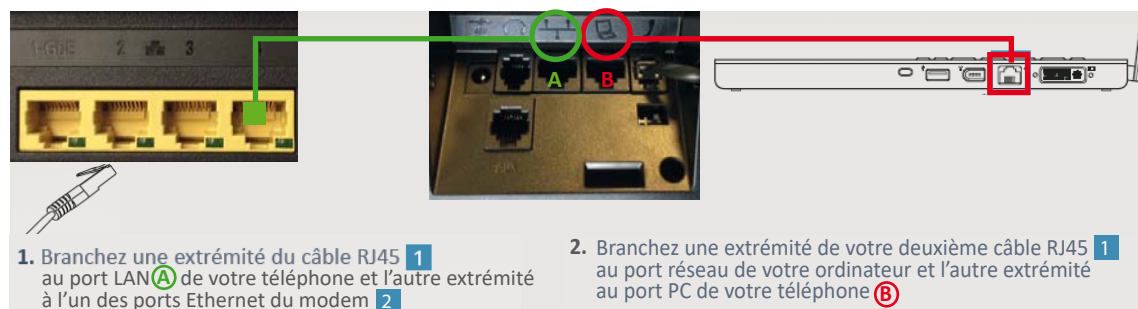 1-GbE 2 3
A
B
1. Branchez une extrémité du câble RJ45 1
au port LAN A de votre téléphone et l'autre extrémité
à l'un des ports Ethernet du modem 2
2. Branchez une extrémité de votre deuxième câble RJ45 1
au port réseau de votre ordinateur et l'autre extrémité
au port PC de votre téléphone B